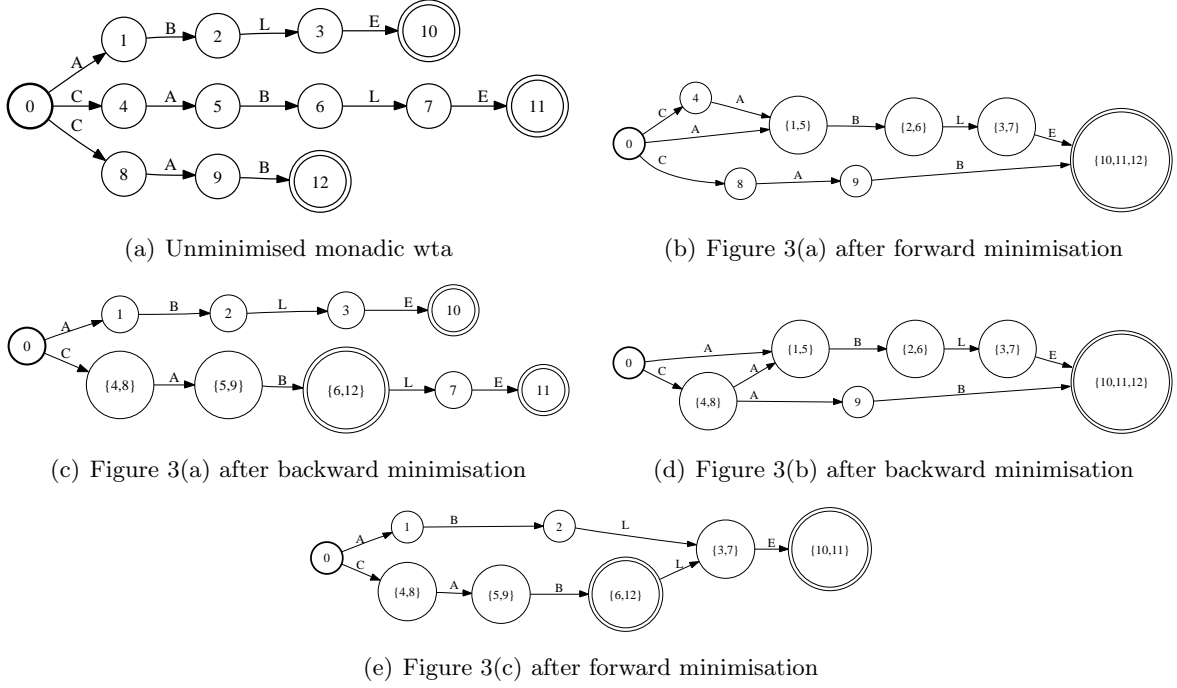 A B L E
0 1 2 3 10
C A B L E
4 5 6 7 11
C A B
8 9 12
(a) Unminimised monadic wta
C 4 A
0 A {1,5} B {2,6} L {3,7} E {10,11,12}
C 8 A 9 B
(b) Figure 3(a) after forward minimisation
0 A 1 B 2 L 3 E 10
C {4,8} A {5,9} B {6,12} L 7 E 11
(c) Figure 3(a) after backward minimisation
0 A {1,5} B {2,6} L {3,7} E {10,11,12}
C {4,8} A A 9 B
(d) Figure 3(b) after backward minimisation
0 A 1 B 2 L {3,7} E {10,11}
C {4,8} A {5,9} B {6,12} L
(e) Figure 3(c) after forward minimisation